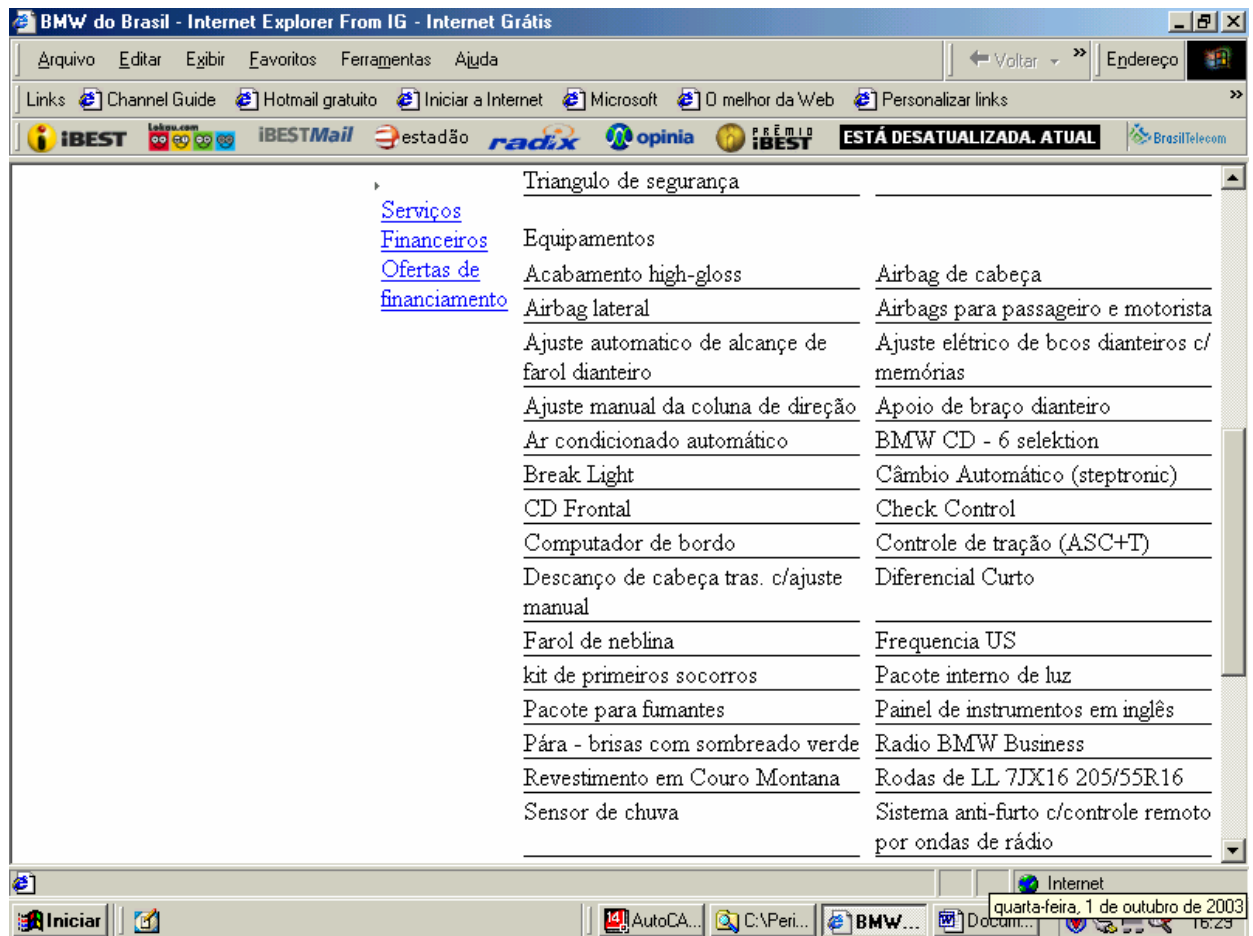 BMW do Brasil - Internet Explorer From IG - Internet Grátis
Arquivo Editar Exibir Favoritos Ferramentas Ajuda Voltar » Endereço
Links Channel Guide Hotmail gratuito Iniciar a Internet Microsoft O melhor da Web Personalizar links »
iBEST Lokau.com iBESTMail estadão radix opinia PRÊMIO iBEST ESTÁ DESATUALIZADA. ATUAL BrasilTelecom
Triangulo de segurança
Serviços
Financeiros
Ofertas de
financiamento
Equipamentos
Acabamento high-gloss Airbag de cabeça
Airbag lateral Airbags para passageiro e motorista
Ajuste automatico de alcançe de Ajuste elétrico de bcos dianteiros c/
farol dianteiro memórias
Ajuste manual da coluna de direção Apoio de braço dianteiro
Ar condicionado automático BMW CD - 6 selektion
Break Light Câmbio Automático (steptronic)
CD Frontal Check Control
Computador de bordo Controle de tração (ASC+T)
Descanço de cabeça tras. c/ajuste Diferencial Curto
manual
Farol de neblina Frequencia US
kit de primeiros socorros Pacote interno de luz
Pacote para fumantes Painel de instrumentos em inglês
Pára - brisas com sombreado verde Radio BMW Business
Revestimento em Couro Montana Rodas de LL 7JX16 205/55R16
Sensor de chuva Sistema anti-furto c/controle remoto
por ondas de rádio
Internet
quarta-feira, 1 de outubro de 2003
Iniciar AutoCA... C:\Peri... BMW... Docum... 16:29